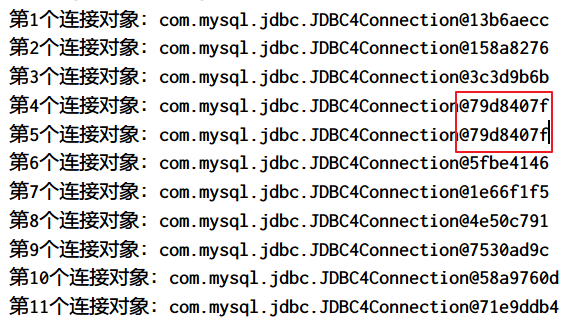 第1个连接对象：com.mysql.jdbc.JDBC4Connection@13b6aecc
第2个连接对象：com.mysql.jdbc.JDBC4Connection@158a8276
第3个连接对象：com.mysql.jdbc.JDBC4Connection@3c3d9b6b
第4个连接对象：com.mysql.jdbc.JDBC4Connection@79d8407f
第5个连接对象：com.mysql.jdbc.JDBC4Connection@79d8407f
第6个连接对象：com.mysql.jdbc.JDBC4Connection@5fbe4146
第7个连接对象：com.mysql.jdbc.JDBC4Connection@1e66f1f5
第8个连接对象：com.mysql.jdbc.JDBC4Connection@4e50c791
第9个连接对象：com.mysql.jdbc.JDBC4Connection@7530ad9c
第10个连接对象：com.mysql.jdbc.JDBC4Connection@58a9760d
第11个连接对象：com.mysql.jdbc.JDBC4Connection@71e9ddb4